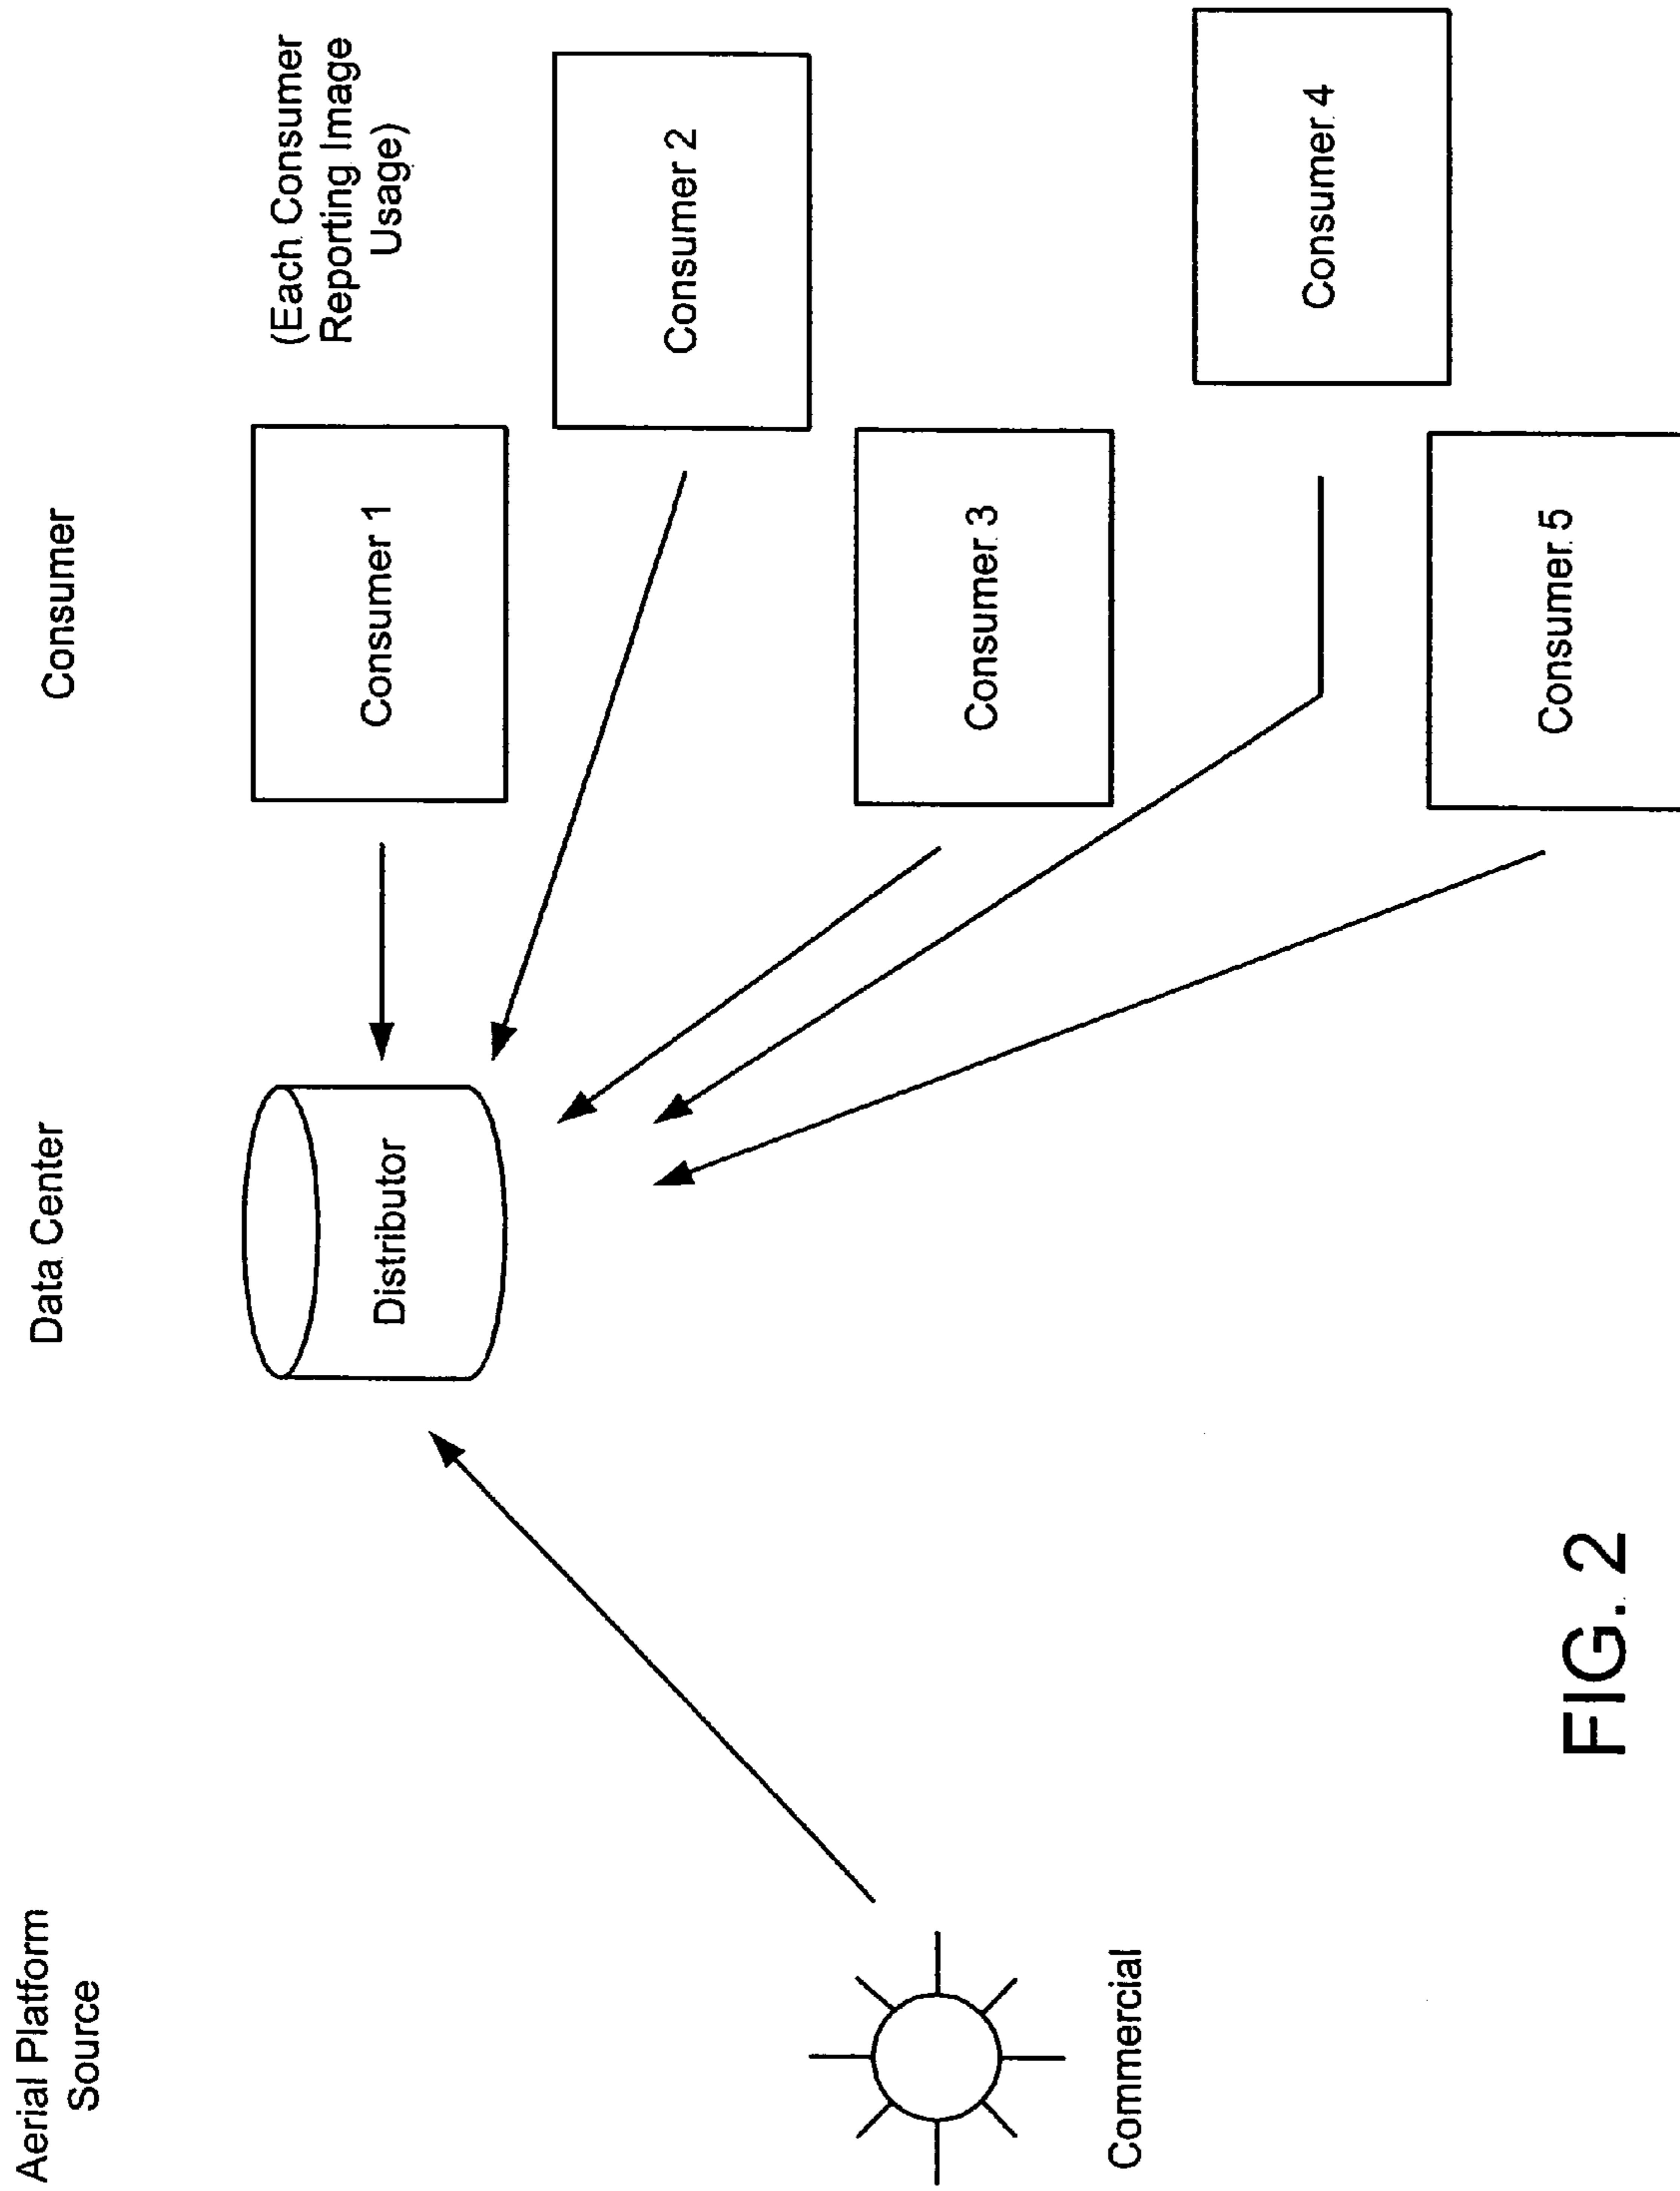 Aerial Platform
Source
Data Center
Consumer
(Each Consumer
Reporting Image
Usage)
Distributor
Consumer 1
Consumer 2
Consumer 3
Consumer 4
Consumer 5
Commercial
FIG. 2